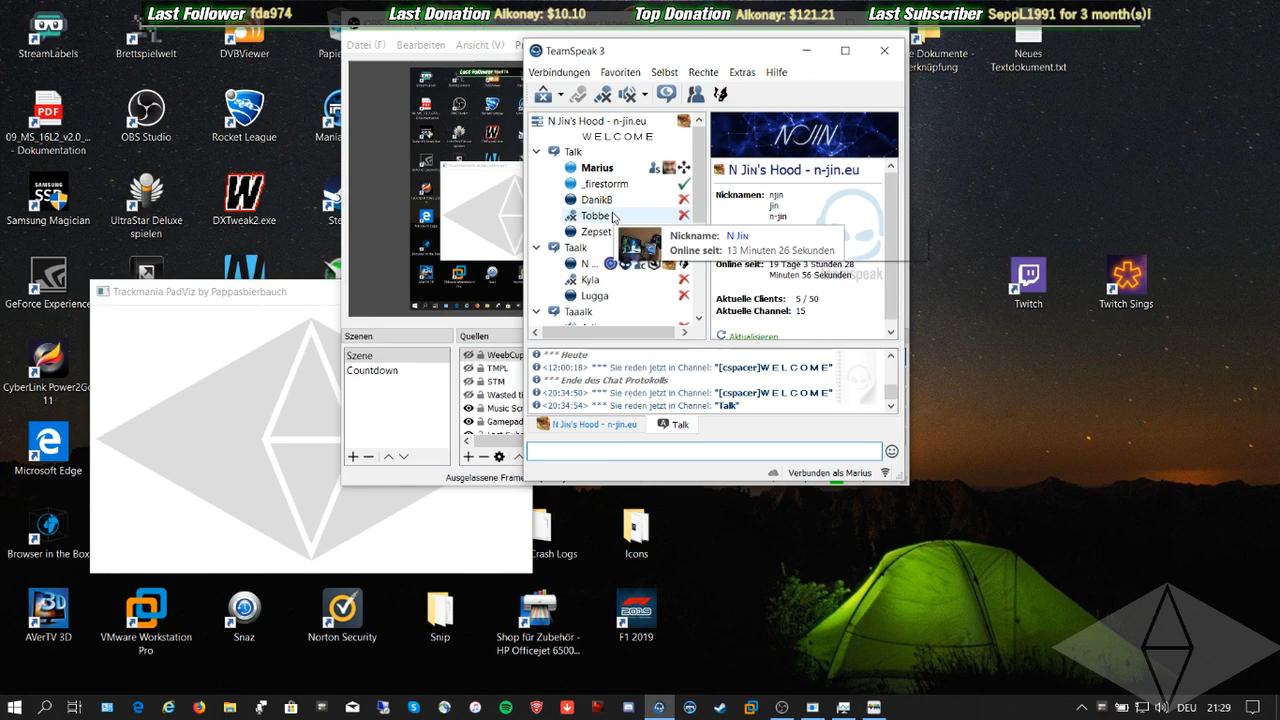 Last Follower fda974 Last Donation Alkonay: $10.10 Top Donation Alkonay: $121.21 Last Subscriber SeppL1991 for 3 month(s)!
StreamLabs
Brettspielwelt
DVBViewer
Neues
Textdokument.txt
Datei (F) Bearbeiten Ansicht (V)
TeamSpeak 3
Verbindungen Favoriten Selbst Rechte Extras Hilfe
N Jin's Hood - n-jin.eu
W E L C O M E
Talk
Marius
_firestorrm
DanikB
Tobbe
Zepset
Taalk
N ...
Kyla
Lugga
Taaalk
NJIN
N Jin's Hood - n-jin.eu
Nicknamen: njin
jin
n-jin
Nickname: N Jin
Online seit: 13 Minuten 26 Sekunden
Online seit: 19 Tage 3 Stunden 28
Minuten 56 Sekunden
Aktuelle Clients: 5 / 50
Aktuelle Channel: 15
Aktualisieren
*** Heute
<12:00:18> *** Sie reden jetzt in Channel: "[cspacer]W E L C O M E"
*** Ende des Chat Protokolls
<20:34:50> *** Sie reden jetzt in Channel: "[cspacer]W E L C O M E"
<20:34:54> *** Sie reden jetzt in Channel: "Talk"
N Jin's Hood - n-jin.eu
Talk
Verbunden als Marius
09_MS_16L2_v2.0_...
- Dokumentation
OBS Studio
Rocket League
Samsung Magician
UltraStar Deluxe
spielen
DXTweak2.exe
GeForce Experience
Trackmania PadViz by Pappasbierbauch
Szenen
Quellen
Szene
Countdown
WeebCup
TMPL
STM
Wasted ti
Music Scr
Gamepad
Ausgelassene Frame
CyberLink Power2Go
11
Microsoft Edge
Browser in the Box
Crash Logs
Icons
Twitch
Twitch Sings
AVerTV 3D
VMware Workstation
Pro
Snaz
Norton Security
Snip
Shop für Zubehör -
HP Officejet 6500...
F1 2019
DEU 21:29